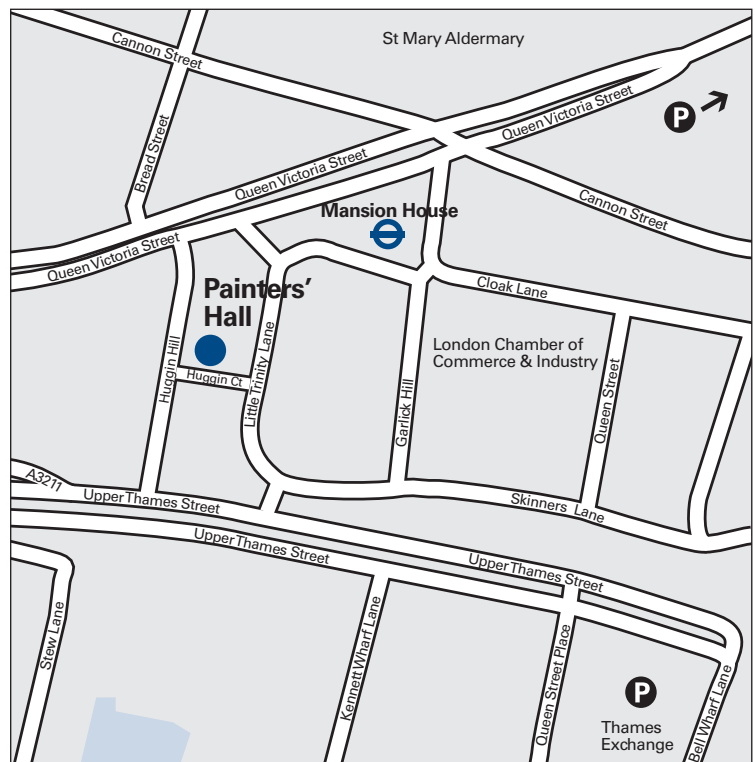 St Mary Aldermary
Cannon Street
Bread Street
P
Queen Victoria Street
Queen Victoria Street
Cannon Street
Mansion House
Queen Victoria Street
Painters’
Hall
Cloak Lane
London Chamber of
Commerce & Industry
Huggin Hill
Huggin Ct
Little Trinity Lane
Garlick Hill
Queen Street
A3211
Upper Thames Street
Skinners Lane
Upper Thames Street
Upper Thames Street
Stew Lane
Kennett Wharf Lane
Queen Street Place
P
Thames
Exchange
Bell Wharf Lane